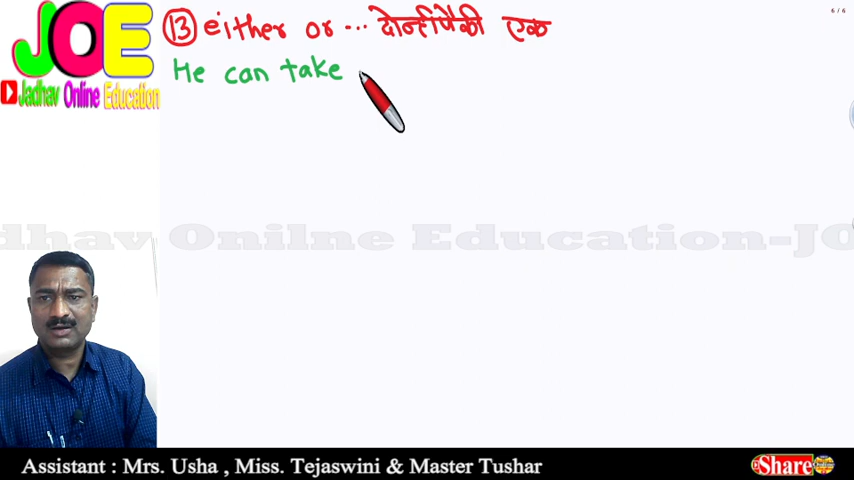 JOE
Jadhav Online Education
6 / 6
13 either or ... दोन्हीपैकी एक
He can take
dhav Onilne Education-JO
Assistant : Mrs. Usha , Miss. Tejaswini & Master Tushar
Share